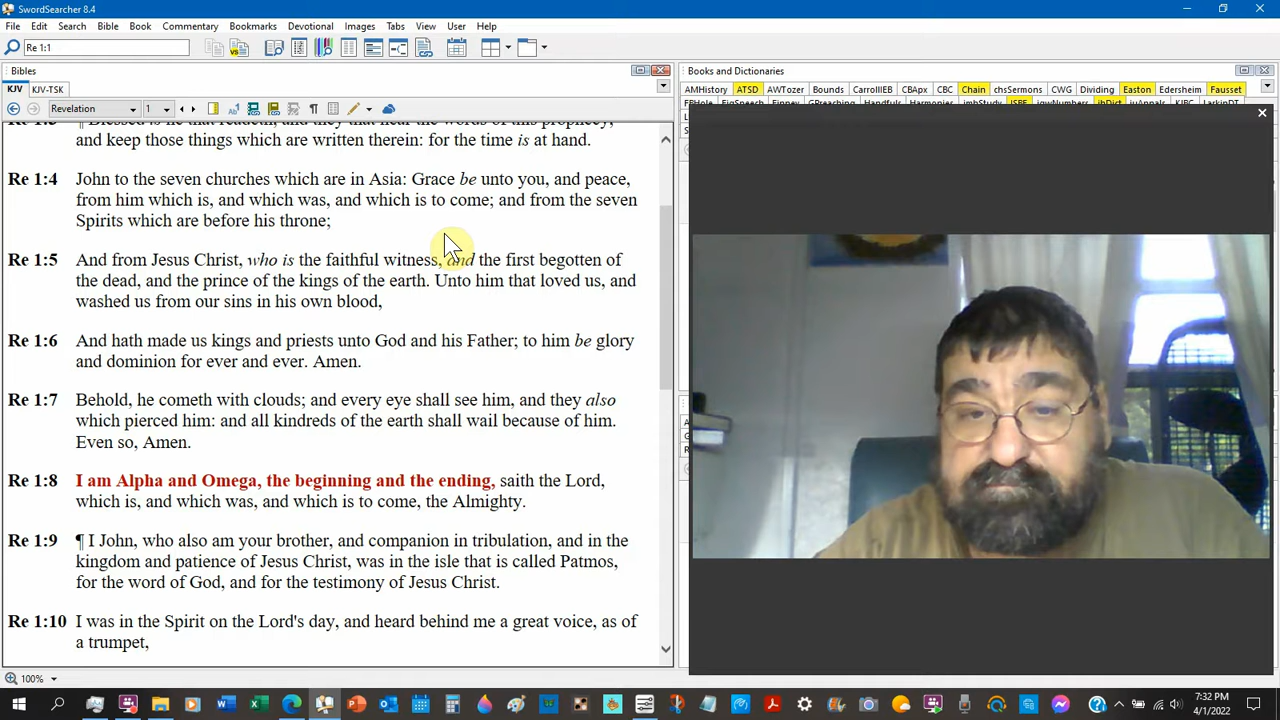 SwordSearcher 8.4
File Edit Search Bible Book Commentary Bookmarks Devotional Images Tabs View User Help
Re 1:1
Bibles
KJV KJV-TSK
Revelation 1
¶ Blessed is he that readeth, and they that hear the words of this prophecy,
and keep those things which are written therein: for the time is at hand.
Re 1:4 John to the seven churches which are in Asia: Grace be unto you, and peace,
from him which is, and which was, and which is to come; and from the seven
Spirits which are before his throne;
Re 1:5 And from Jesus Christ, who is the faithful witness, and the first begotten of
the dead, and the prince of the kings of the earth. Unto him that loved us, and
washed us from our sins in his own blood,
Re 1:6 And hath made us kings and priests unto God and his Father; to him be glory
and dominion for ever and ever. Amen.
Re 1:7 Behold, he cometh with clouds; and every eye shall see him, and they also
which pierced him: and all kindreds of the earth shall wail because of him.
Even so, Amen.
Re 1:8 I am Alpha and Omega, the beginning and the ending, saith the Lord,
which is, and which was, and which is to come, the Almighty.
Re 1:9 ¶ I John, who also am your brother, and companion in tribulation, and in the
kingdom and patience of Jesus Christ, was in the isle that is called Patmos,
for the word of God, and for the testimony of Jesus Christ.
Re 1:10 I was in the Spirit on the Lord's day, and heard behind me a great voice, as of
a trumpet,
100%
Books and Dictionaries
AMHistory ATSD AWTozer Bounds CarrollIEB CBApx CBC Chain chsSermons CWG Dividing Easton Edersheim Fausset
7:32 PM
4/1/2022